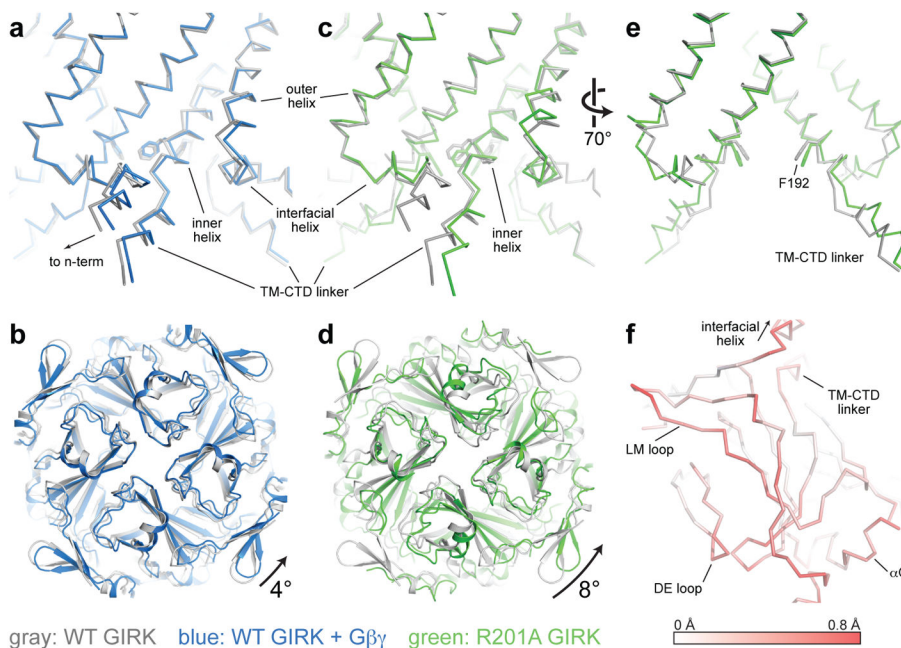 a
c
e
outer
helix
70°
inner
helix
interfacial
helix
inner
helix
F192
to n-term
TM-CTD linker
TM-CTD linker
b
d
f
interfacial
helix
TM-CTD
linker
LM loop
DE loop
4°
8°
0 Å
0.8 Å
gray: WT GIRK
blue: WT GIRK + Gβγ
green: R201A GIRK